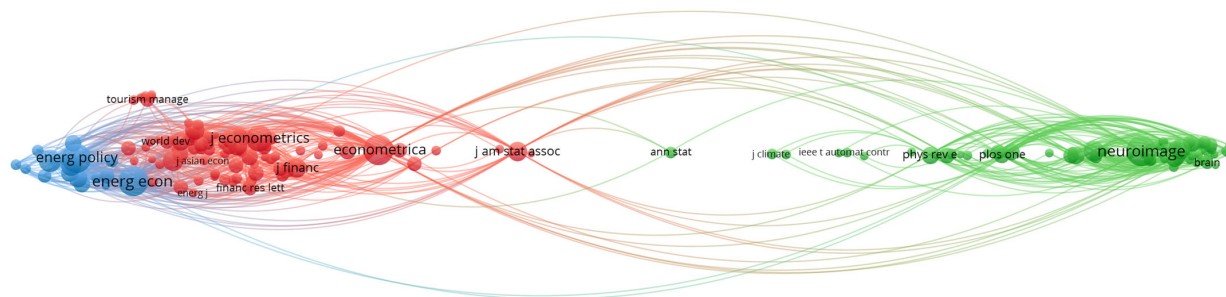 tourism manage
world dev
j econometrics
energ policy
j asian econ
j financ
energ econ
energ j
financ res lett
econometrica
j am stat assoc
ann stat
j climate
ieee t automat contr
phys rev e
plos one
neuroimage
brain